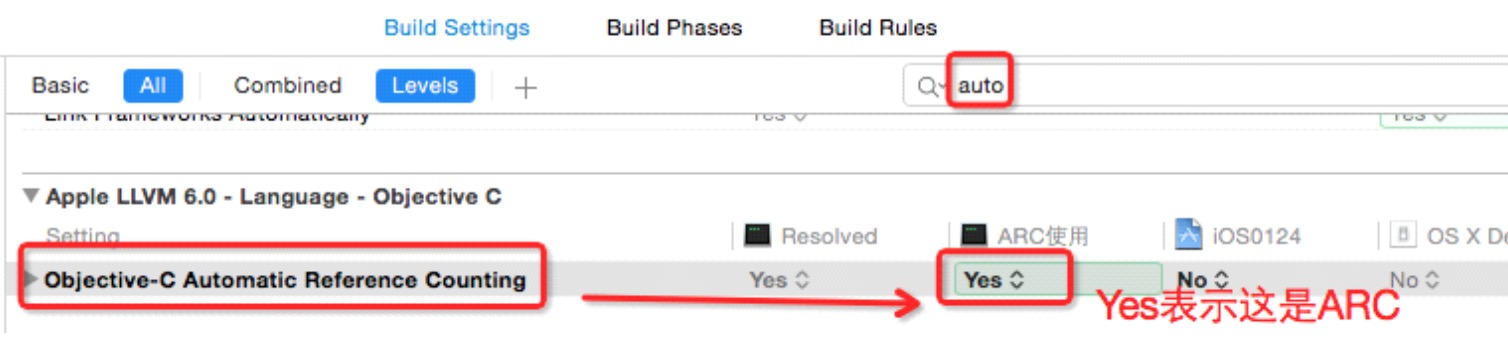 Build Settings Build Phases Build Rules
Basic All Combined Levels + auto
Link Frameworks Automatically Yes Yes
Apple LLVM 6.0 - Language - Objective C
Setting Resolved ARC使用 iOS0124 OS X De
Objective-C Automatic Reference Counting Yes Yes No No
Yes表示这是ARC